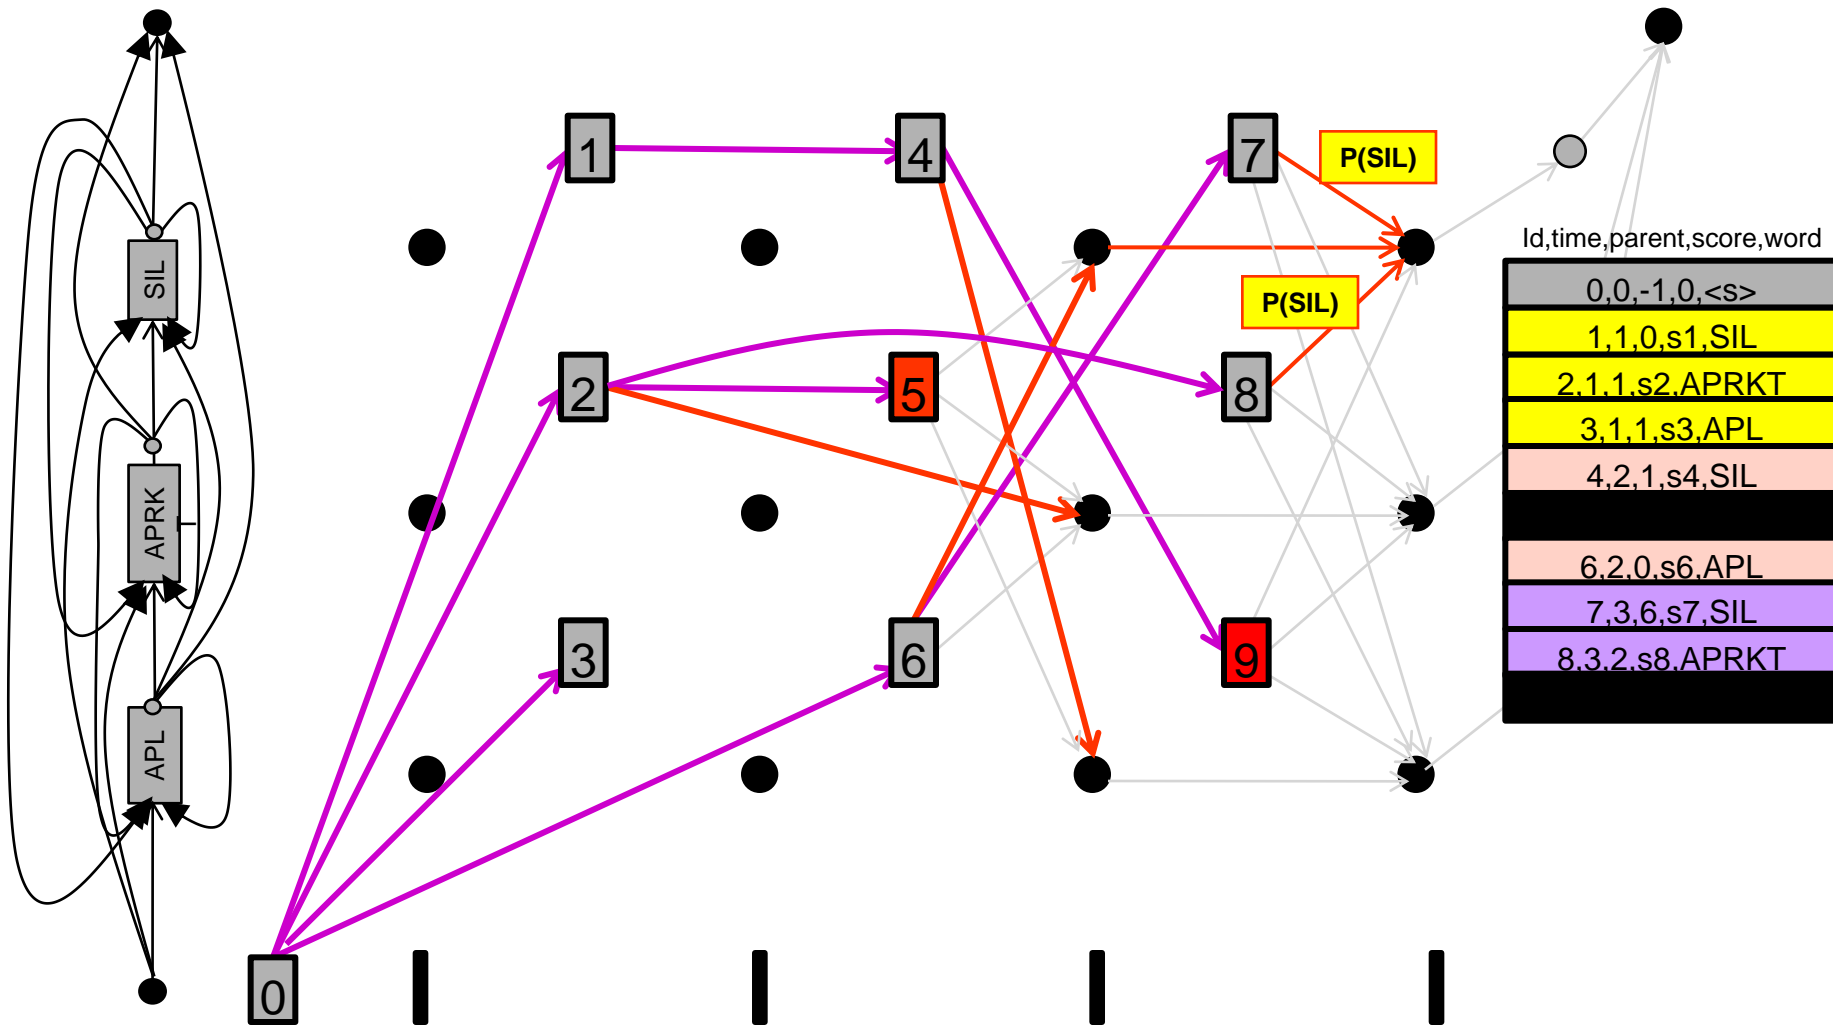 1
4
7
P(SIL)
Id,time,parent,score,word
SIL
P(SIL)
0,0,-1,0,<s>
1,1,0,s1,SIL
2
5
8
2,1,1,s2,APRKT
3,1,1,s3,APL
4,2,1,s4,SIL
APRK
T
6,2,0,s6,APL
7,3,6,s7,SIL
3
6
9
8,3,2,s8,APRKT
APL
0